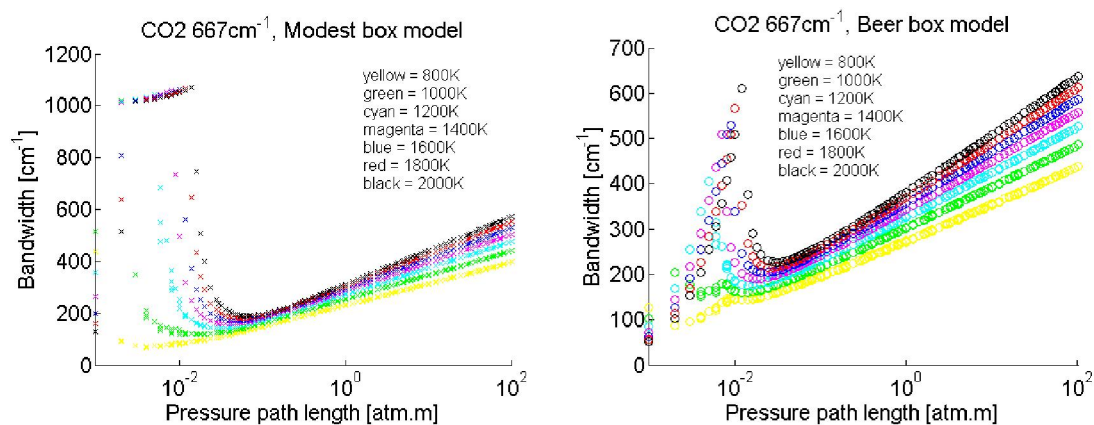 CO2 667cm-1, Modest box model
1200
1000
800
600
400
200
0
Bandwidth [cm-1]
yellow = 800K
green = 1000K
cyan = 1200K
magenta = 1400K
blue = 1600K
red = 1800K
black = 2000K
10-2
100
102
Pressure path length [atm.m]
CO2 667cm-1, Beer box model
700
600
500
400
300
200
100
0
Bandwidth [cm-1]
yellow = 800K
green = 1000K
cyan = 1200K
magenta = 1400K
blue = 1600K
red = 1800K
black = 2000K
10-2
100
102
Pressure path length [atm.m]